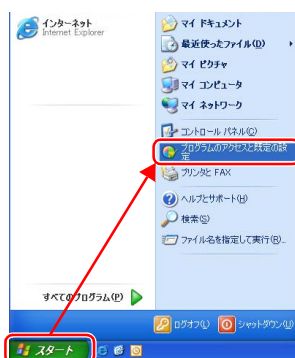 インターネット
Internet Explorer
すべてのプログラム(P)
マイ ドキュメント
最近使ったファイル(D)
マイ ピクチャ
マイ コンピュータ
マイ ネットワーク
コントロール パネル(C)
プログラムのアクセスと既定の設
定
プリンタと FAX
ヘルプとサポート(H)
検索(S)
ファイル名を指定して実行(R)...
ログオフ(L)
シャットダウン(U)
スタート